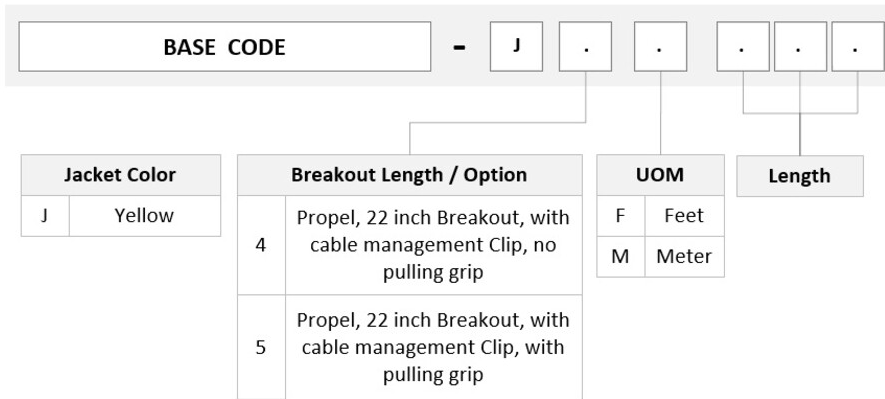 BASE CODE - J . . . . .
Jacket Color
J Yellow
Breakout Length / Option
4 Propel, 22 inch Breakout, with
cable management Clip, no
pulling grip
5 Propel, 22 inch Breakout, with
cable management Clip, with
pulling grip
UOM
F Feet
M Meter
Length